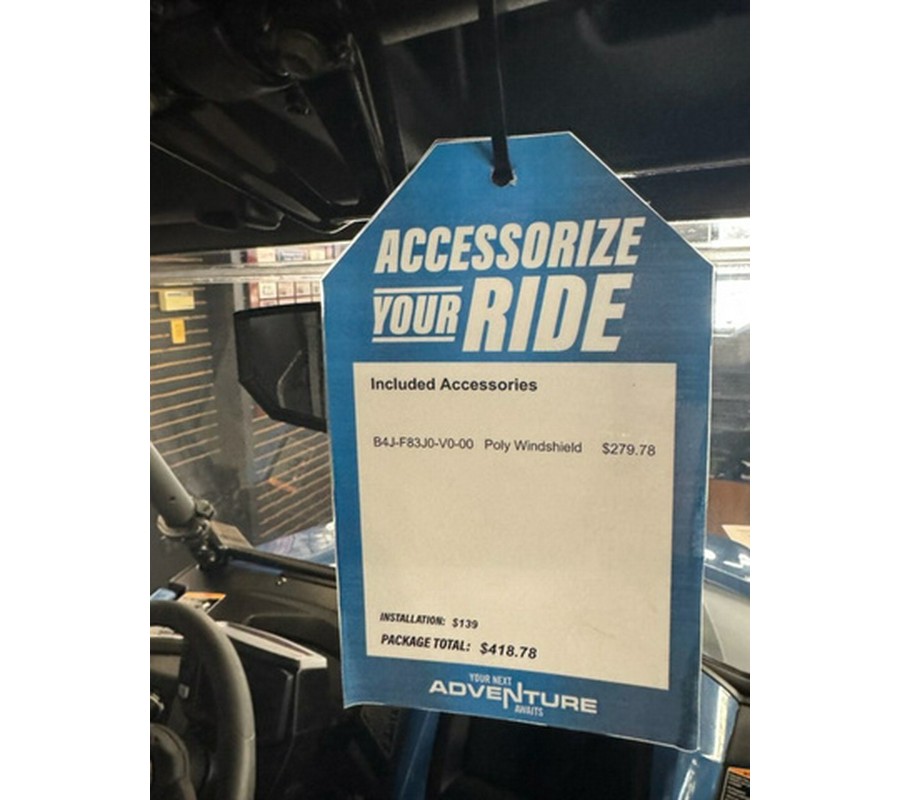 ACCESSORIZE
YOUR RIDE
Included Accessories
B4J-F83J0-V0-00 Poly Windshield $279.78
INSTALLATION: $139
PACKAGE TOTAL: $418.78
YOUR NEXT
ADVENTURE
AWAITS